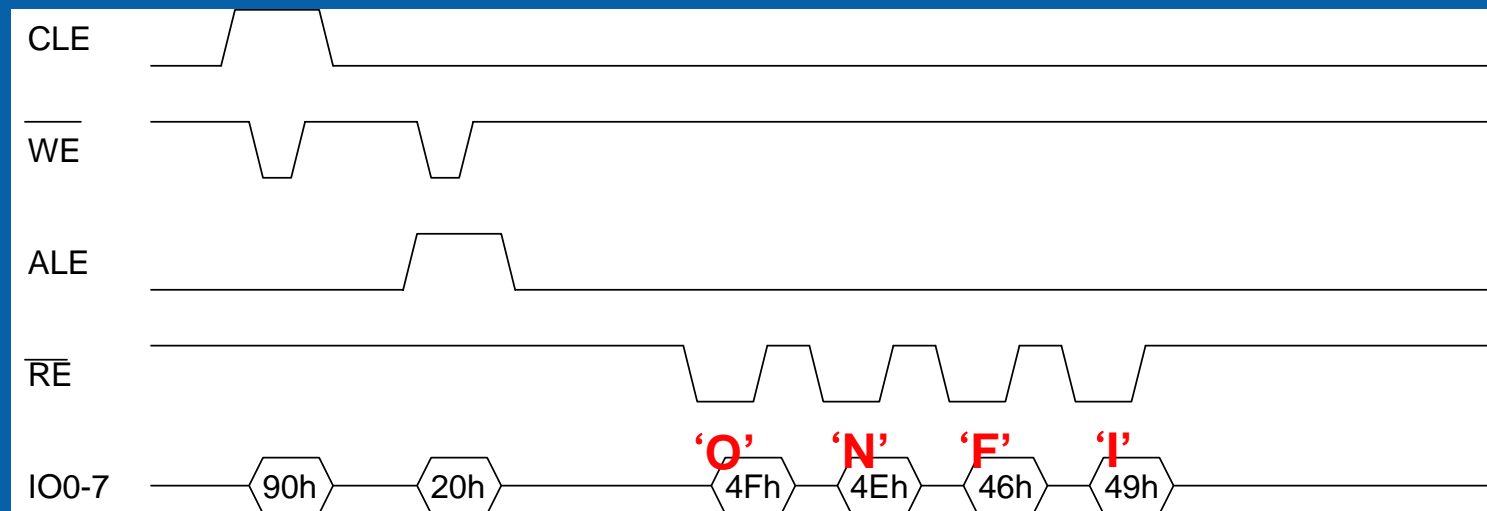 CLE
WE
ALE
RE
‘O’ ‘N’ ‘F’ ‘I’
IO0-7 90h 20h 4Fh 4Eh 46h 49h